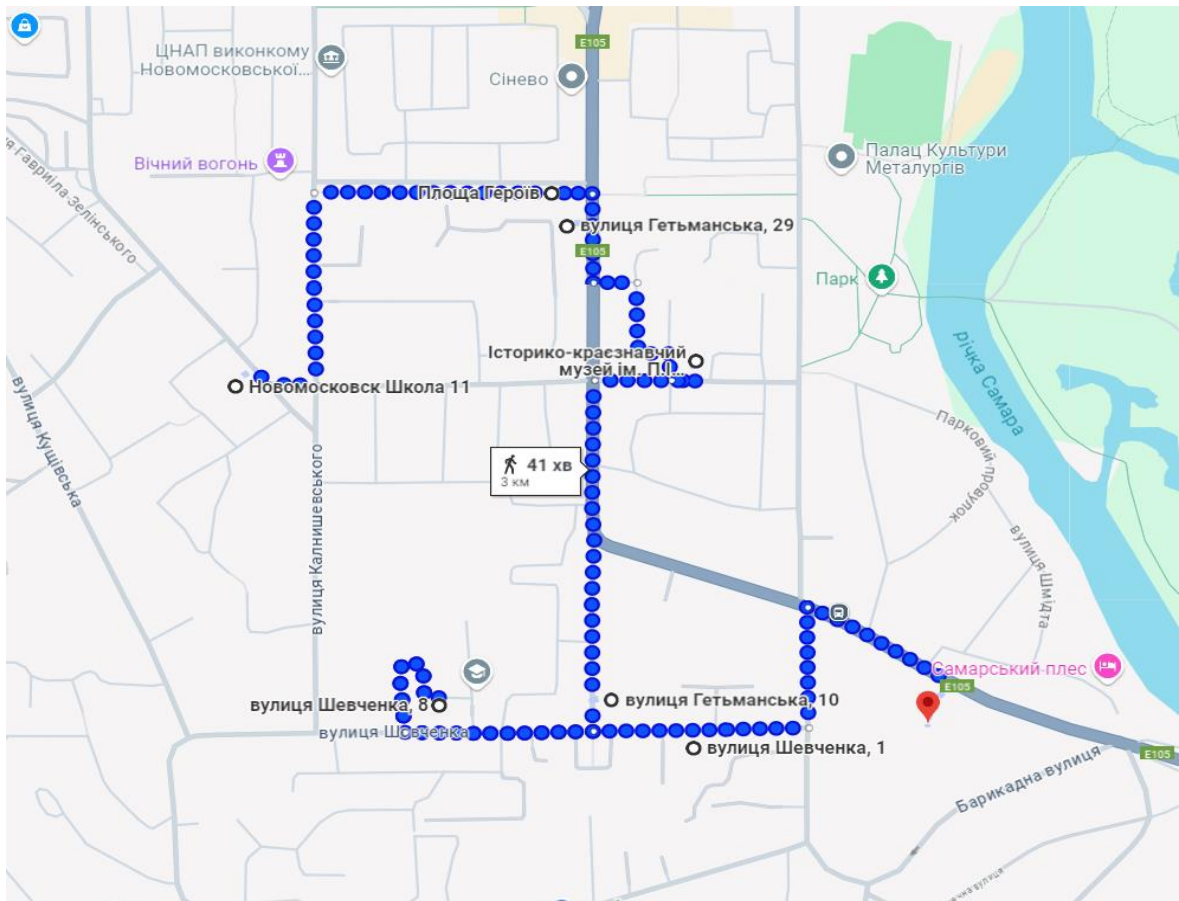 E105
ЦНАП виконкому
Новомосковської...
Сінево
Вічний вогонь
Палац Культури
Металургів
Гавриїла Зелінського
Площа Героїв
вулиця Гетьманська, 29
E105
Парк
Історико-краєзнавчий
музей ім. П.І...
річка Самара
Новомосковск Школа 11
вулиця Кущівська
Парковий провулок
41 хв
3 км
вулиця Калнишевського
вулиця Шмідта
Самарський плес
E105
вулиця Шевченка, 8
вулиця Гетьманська, 10
вулиця Шевченка
вулиця Шевченка, 1
E105
Барикадна вулиця
вулиця